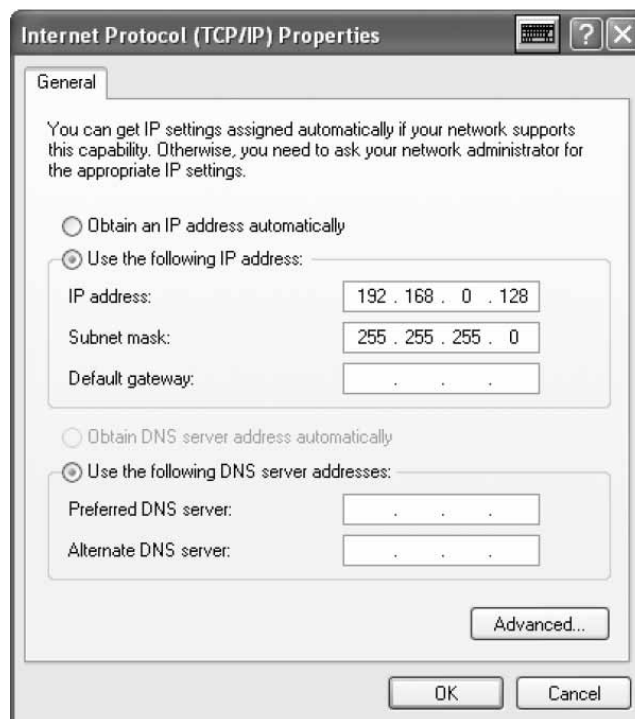 Internet Protocol (TCP/IP) Properties
General
You can get IP settings assigned automatically if your network supports
this capability. Otherwise, you need to ask your network administrator for
the appropriate IP settings.
Obtain an IP address automatically
Use the following IP address:
IP address: 192 . 168 . 0 . 128
Subnet mask: 255 . 255 . 255 . 0
Default gateway: . . .
Obtain DNS server address automatically
Use the following DNS server addresses:
Preferred DNS server: . . .
Alternate DNS server: . . .
Advanced...
OK Cancel